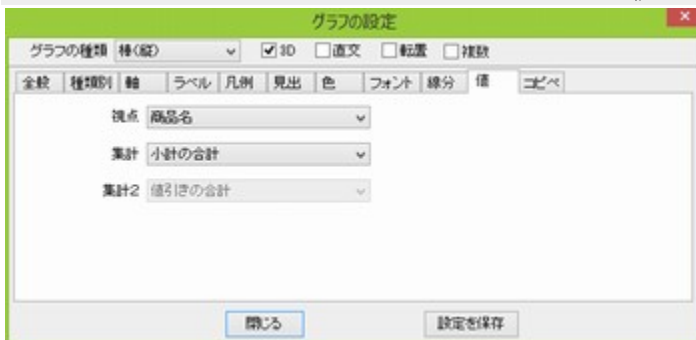 グラフの設定
グラフの種類 棒(縦) 3D 直交 転置 複数
全般 種類別 軸 ラベル 凡例 見出 色 フォント 線分 値 コピペ
視点 商品名
集計 小計の合計
集計2 値引きの合計
閉じる 設定を保存